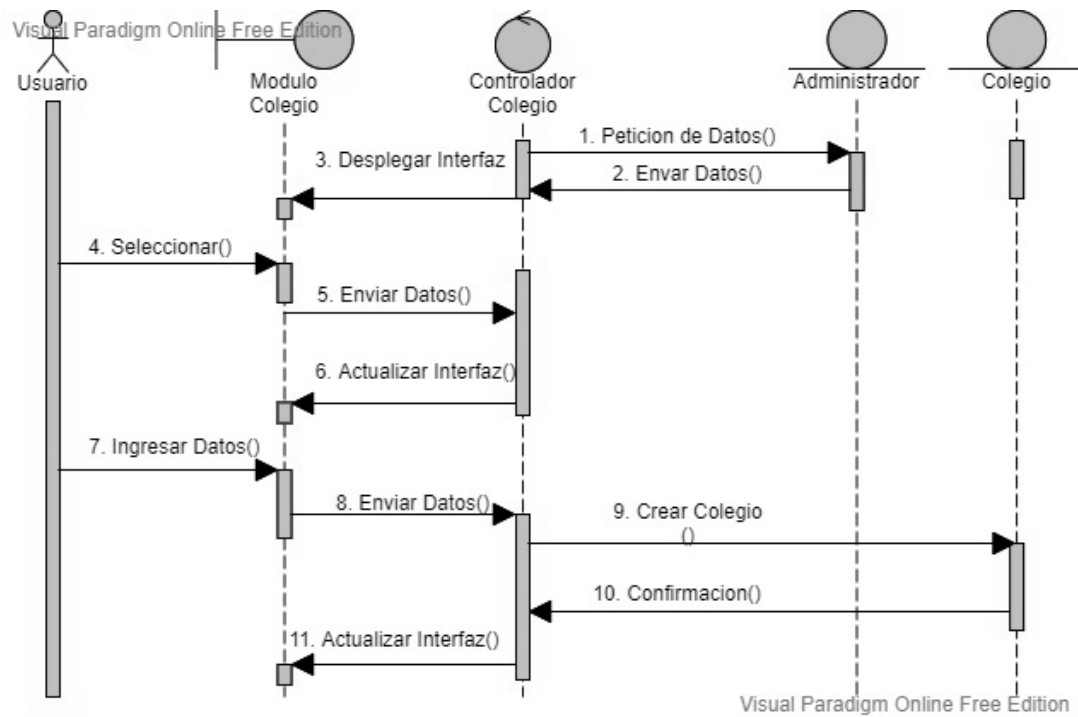 Visual Paradigm Online Free Edition
Usuario
Modulo
Colegio
Controlador
Colegio
Administrador
Colegio
1. Peticion de Datos()
2. Envar Datos()
3. Desplegar Interfaz
4. Seleccionar()
5. Enviar Datos()
6. Actualizar Interfaz()
7. Ingresar Datos()
8. Enviar Datos()
9. Crear Colegio
()
10. Confirmacion()
11. Actualizar Interfaz()
Visual Paradigm Online Free Edition